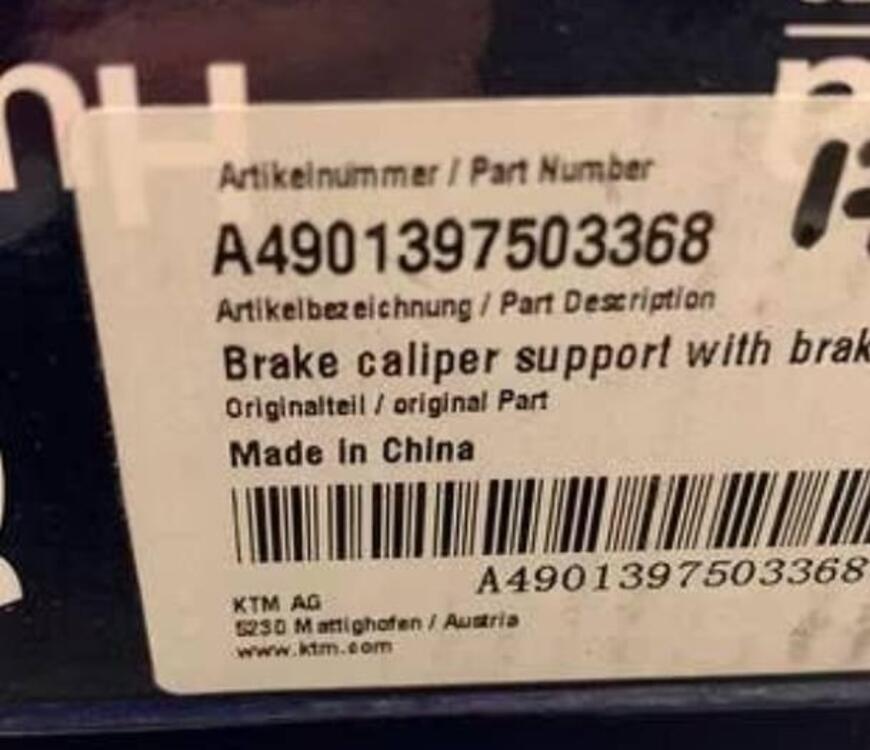 Artikelnummer / Part Number
A4901397503368
Artikelbezeichnung / Part Description
Brake caliper support with brak
Originalteil / original Part
Made in China
A4901397503368
KTM AG
5230 Mattighofen / Austria
www.ktm.com